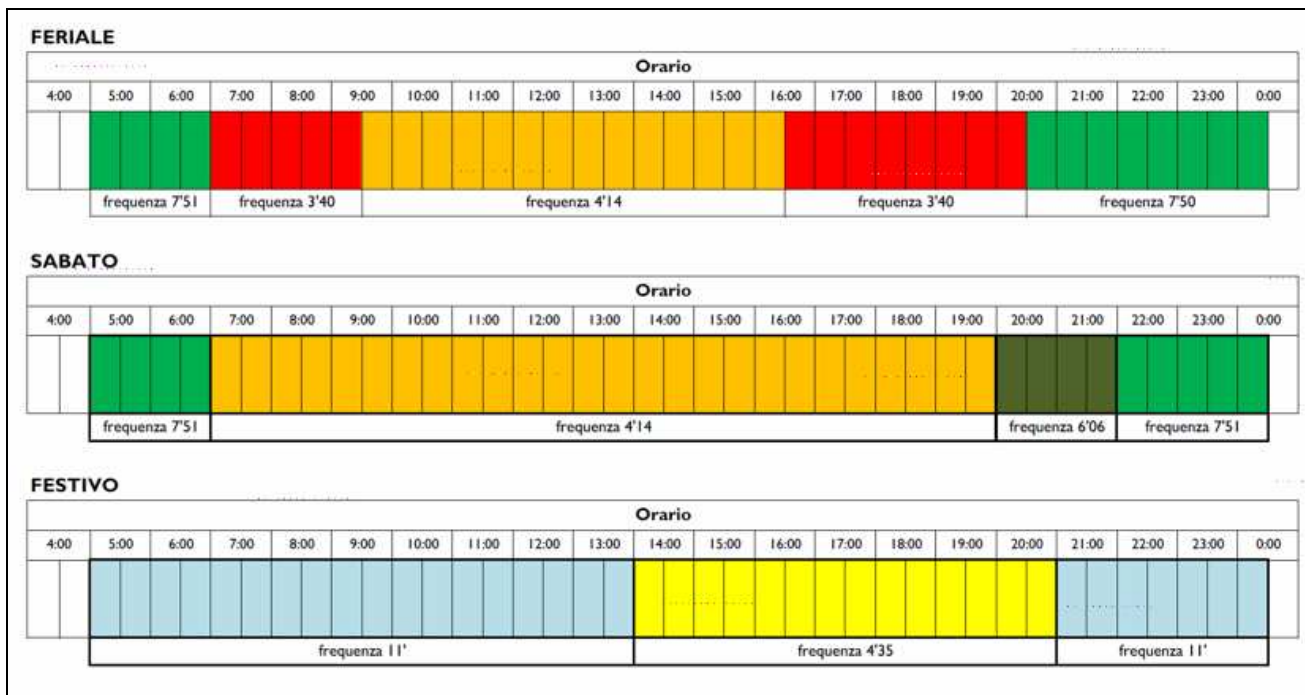 FERIALE
Orario
4:00 5:00 6:00 7:00 8:00 9:00 10:00 11:00 12:00 13:00 14:00 15:00 16:00 17:00 18:00 19:00 20:00 21:00 22:00 23:00 0:00
frequenza 7'51 frequenza 3'40 frequenza 4'14 frequenza 3'40 frequenza 7'50
SABATO
Orario
4:00 5:00 6:00 7:00 8:00 9:00 10:00 11:00 12:00 13:00 14:00 15:00 16:00 17:00 18:00 19:00 20:00 21:00 22:00 23:00 0:00
frequenza 7'51 frequenza 4'14 frequenza 6'06 frequenza 7'51
FESTIVO
Orario
4:00 5:00 6:00 7:00 8:00 9:00 10:00 11:00 12:00 13:00 14:00 15:00 16:00 17:00 18:00 19:00 20:00 21:00 22:00 23:00 0:00
frequenza 11' frequenza 4'35 frequenza 11'